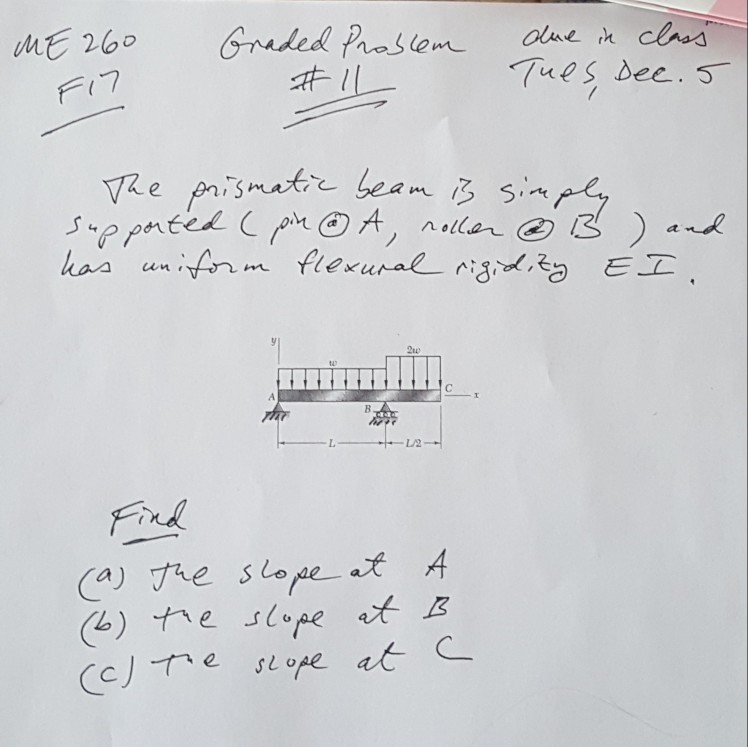 ME 260 Graded Problem due in class
F17 #11 Tues, Dec. 5
The prismatic beam is simply
supported (pin @ A, roller @ B) and
has uniform flexural rigidity EI.
y
2w
w
A
C
x
B
L
L/2
Find
(a) The slope at A
(b) the slope at B
(c) The slope at C